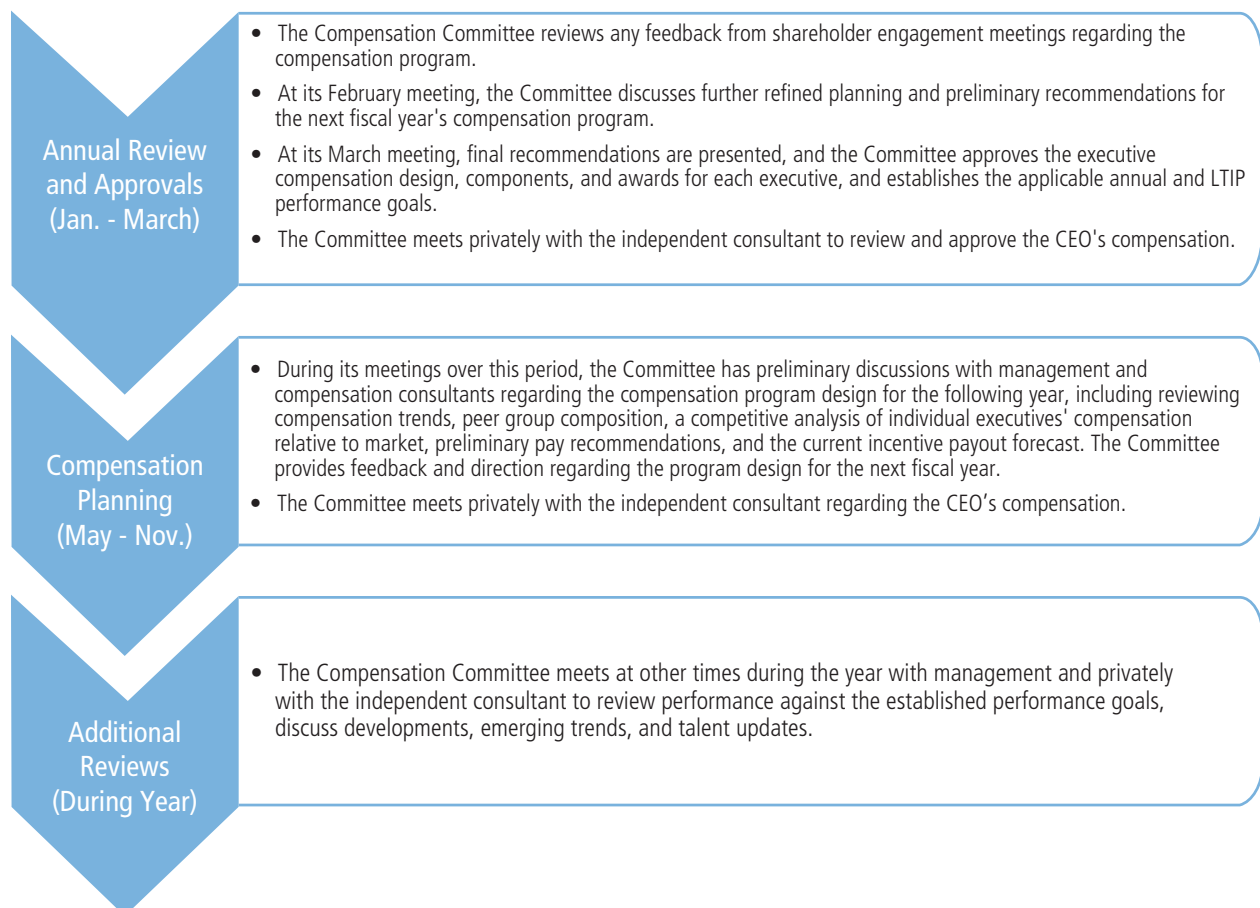 Annual Review
and Approvals
(Jan. - March)
• The Compensation Committee reviews any feedback from shareholder engagement meetings regarding the
compensation program.
• At its February meeting, the Committee discusses further refined planning and preliminary recommendations for
the next fiscal year's compensation program.
• At its March meeting, final recommendations are presented, and the Committee approves the executive
compensation design, components, and awards for each executive, and establishes the applicable annual and LTIP
performance goals.
• The Committee meets privately with the independent consultant to review and approve the CEO's compensation.
Compensation
Planning
(May - Nov.)
• During its meetings over this period, the Committee has preliminary discussions with management and
compensation consultants regarding the compensation program design for the following year, including reviewing
compensation trends, peer group composition, a competitive analysis of individual executives' compensation
relative to market, preliminary pay recommendations, and the current incentive payout forecast. The Committee
provides feedback and direction regarding the program design for the next fiscal year.
• The Committee meets privately with the independent consultant regarding the CEO’s compensation.
Additional
Reviews
(During Year)
• The Compensation Committee meets at other times during the year with management and privately
with the independent consultant to review performance against the established performance goals,
discuss developments, emerging trends, and talent updates.